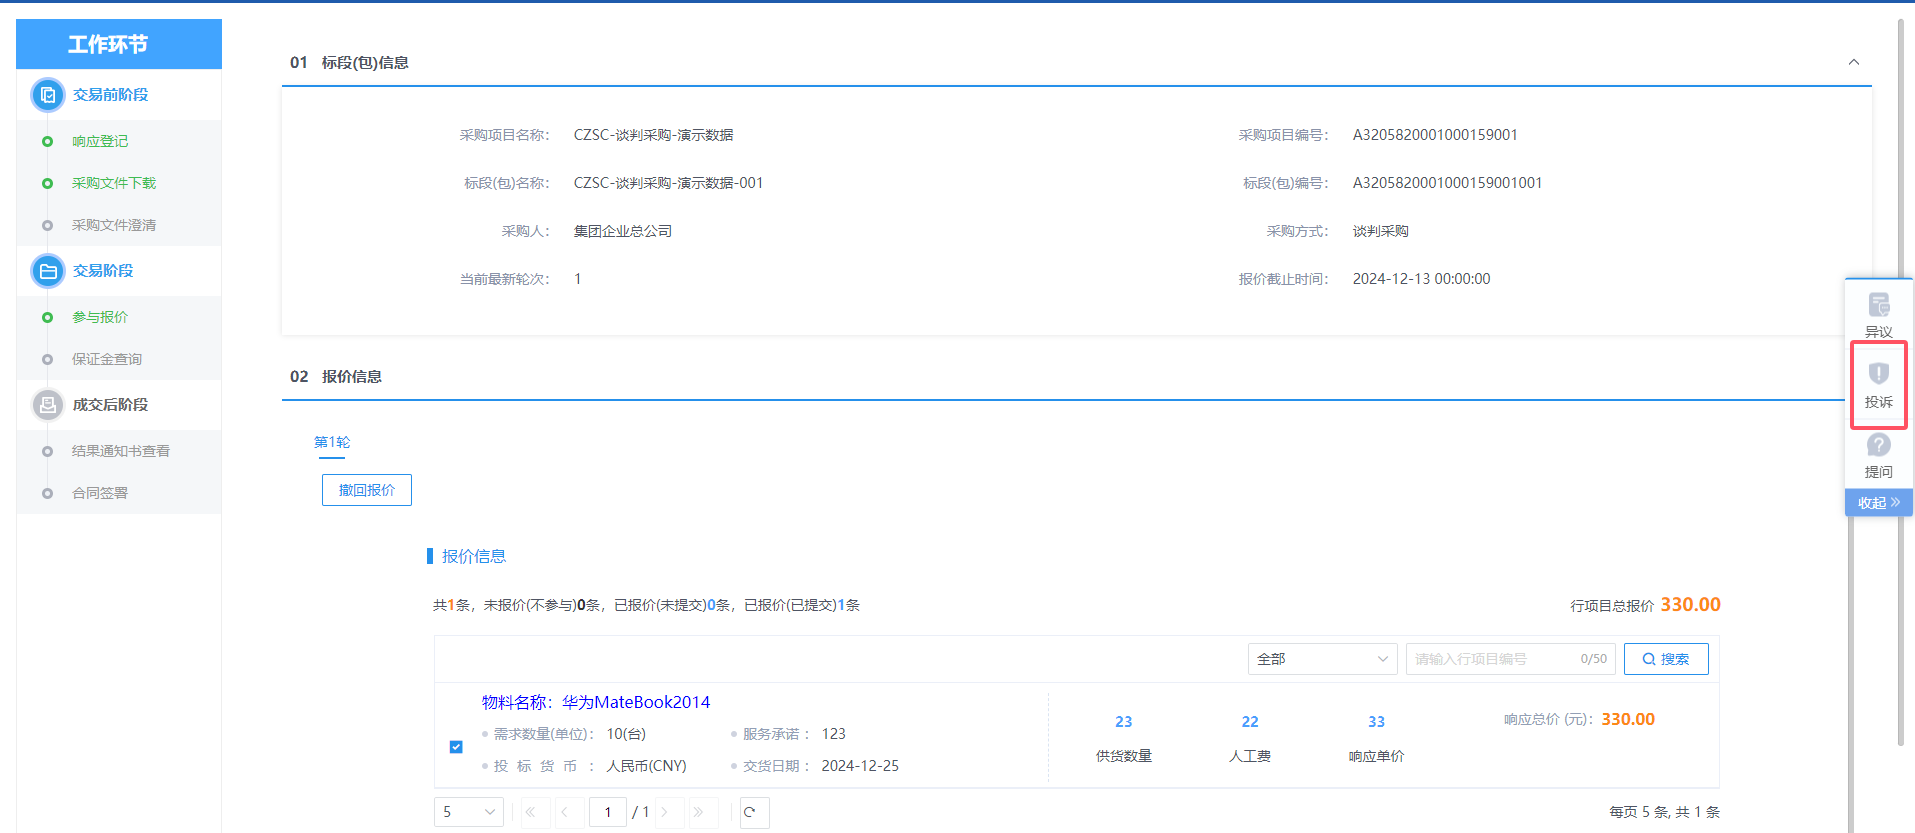 工作环节
交易前阶段
响应登记
采购文件下载
采购文件澄清
交易阶段
参与报价
保证金查询
成交后阶段
结果通知书查看
合同签署
01 标段(包)信息
采购项目名称： CZSC-谈判采购-演示数据 采购项目编号： A3205820001000159001
标段(包)名称： CZSC-谈判采购-演示数据-001 标段(包)编号： A3205820001000159001001
采购人： 集团企业总公司 采购方式： 谈判采购
当前最新轮次： 1 报价截止时间： 2024-12-13 00:00:00
02 报价信息
第1轮
撤回报价
报价信息
共1条，未报价(不参与)0条，已报价(未提交)0条，已报价(已提交)1条 行项目总报价 330.00
全部 请输入行项目编号 0/50 搜索
物料名称：华为MateBook2014
需求数量(单位)： 10(台) 服务承诺： 123
投标货币： 人民币(CNY) 交货日期： 2024-12-25
23 22 33 响应总价 (元)： 330.00
供货数量 人工费 响应单价
5 « < 1 / 1 > » 每页 5 条, 共 1 条
异议
投诉
提问
收起 »